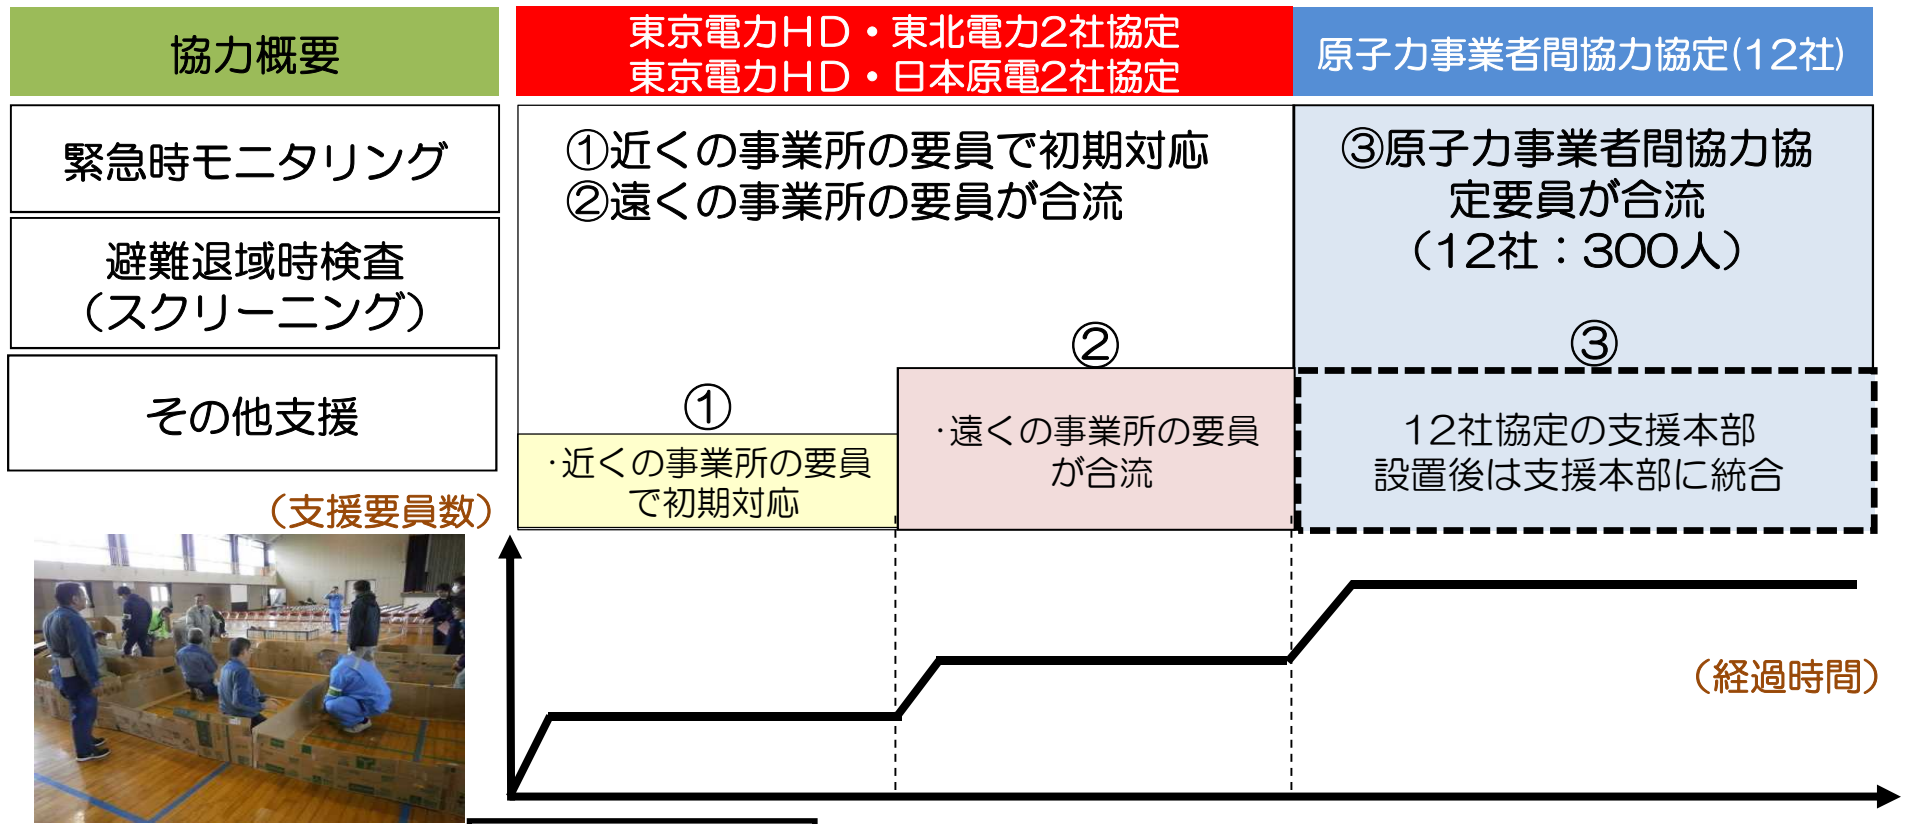 協力概要
東京電力HD・東北電力2社協定
東京電力HD・日本原電2社協定
原子力事業者間協力協定(12社)
緊急時モニタリング
避難退域時検査
（スクリーニング）
その他支援
①近くの事業所の要員で初期対応
②遠くの事業所の要員が合流
③原子力事業者間協力協
定要員が合流
（12社：300人）
①
②
③
・近くの事業所の要員
で初期対応
・遠くの事業所の要員
が合流
12社協定の支援本部
設置後は支援本部に統合
（支援要員数）
（経過時間）